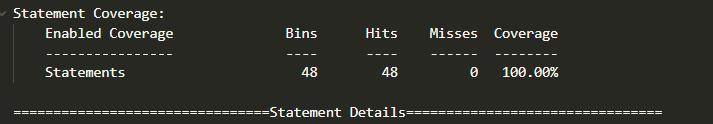 Statement Coverage:
    Enabled Coverage              Bins      Hits    Misses  Coverage
    ----------------              ----      ----    ------  --------
    Statements                      48        48         0   100.00%
================================Statement Details================================